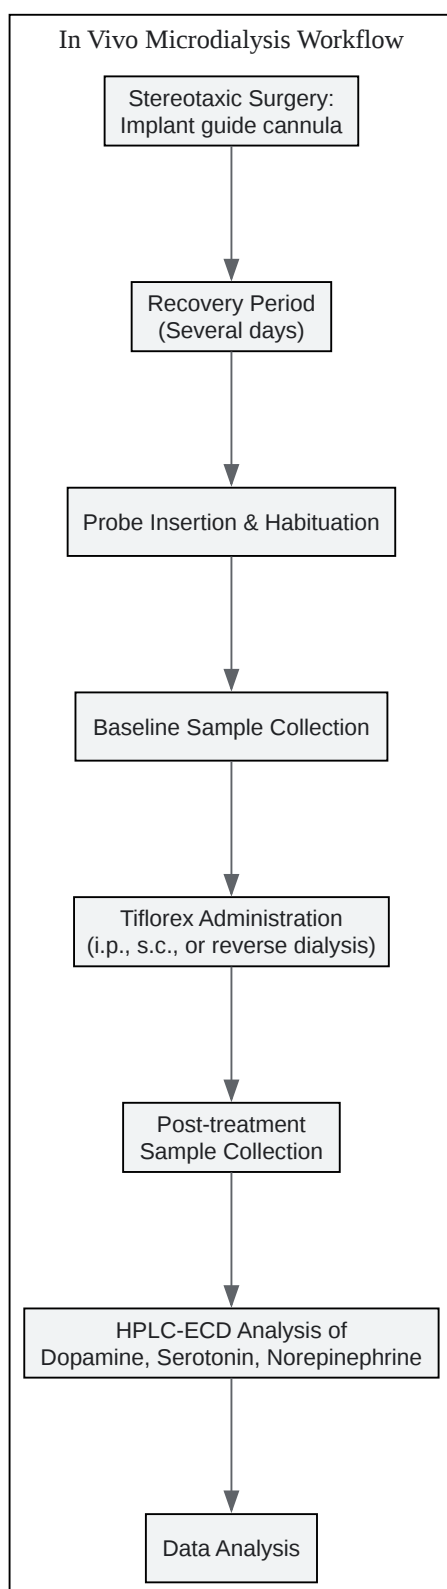 In Vivo Microdialysis Workflow
Stereotaxic Surgery:
Implant guide cannula
Recovery Period
(Several days)
Probe Insertion & Habituation
Baseline Sample Collection
Tiflorex Administration
(i.p., s.c., or reverse dialysis)
Post-treatment
Sample Collection
HPLC-ECD Analysis of
Dopamine, Serotonin, Norepinephrine
Data Analysis